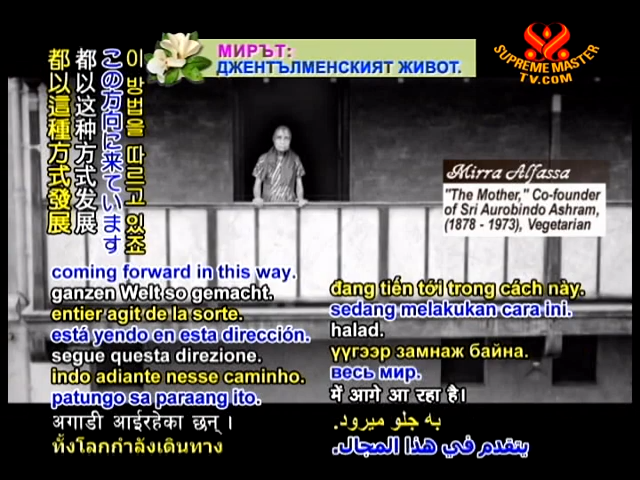 МИРЪТ:
ДЖЕНТЪЛМЕНСКИЯТ ЖИВОТ.
SUPREME MASTER
TV.COM
都以這種方式發展
都以这种方式发展
この方向に来ています
이 방법을 따르고 있죠
Mirra Alfassa
"The Mother," Co-founder
of Sri Aurobindo Ashram,
(1878 - 1973), Vegetarian
coming forward in this way.
ganzen Welt so gemacht.
entier agit de la sorte.
está yendo en esta dirección.
segue questa direzione.
indo adiante nesse caminho.
patungo sa paraang ito.
अगाडी आईरहेका छन् ।
ทั้งโลกกำลังเดินทาง
đang tiến tới trong cách này.
sedang melakukan cara ini.
halad.
үүгээр замнаж байна.
весь мир.
में आगे आ रहा है।
به جلو میرود.
يتقدم في هذا المجال.